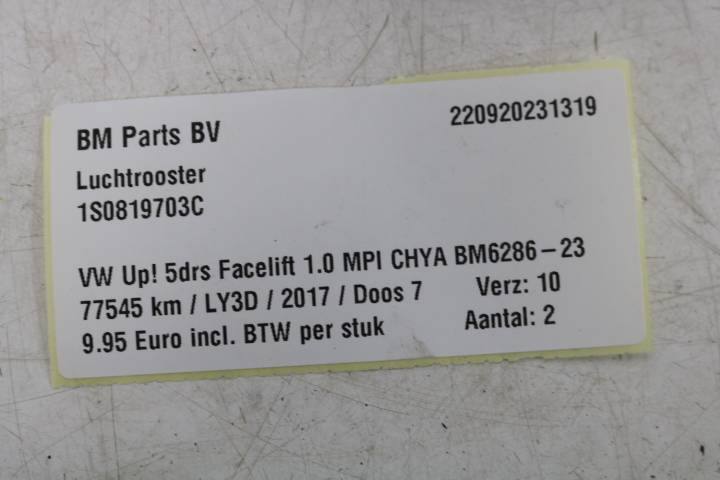 BM Parts BV 220920231319
Luchtrooster
1S0819703C
VW Up! 5drs Facelift 1.0 MPI CHYA BM6286-23
77545 km / LY3D / 2017 / Doos 7 Verz: 10
9.95 Euro incl. BTW per stuk Aantal: 2